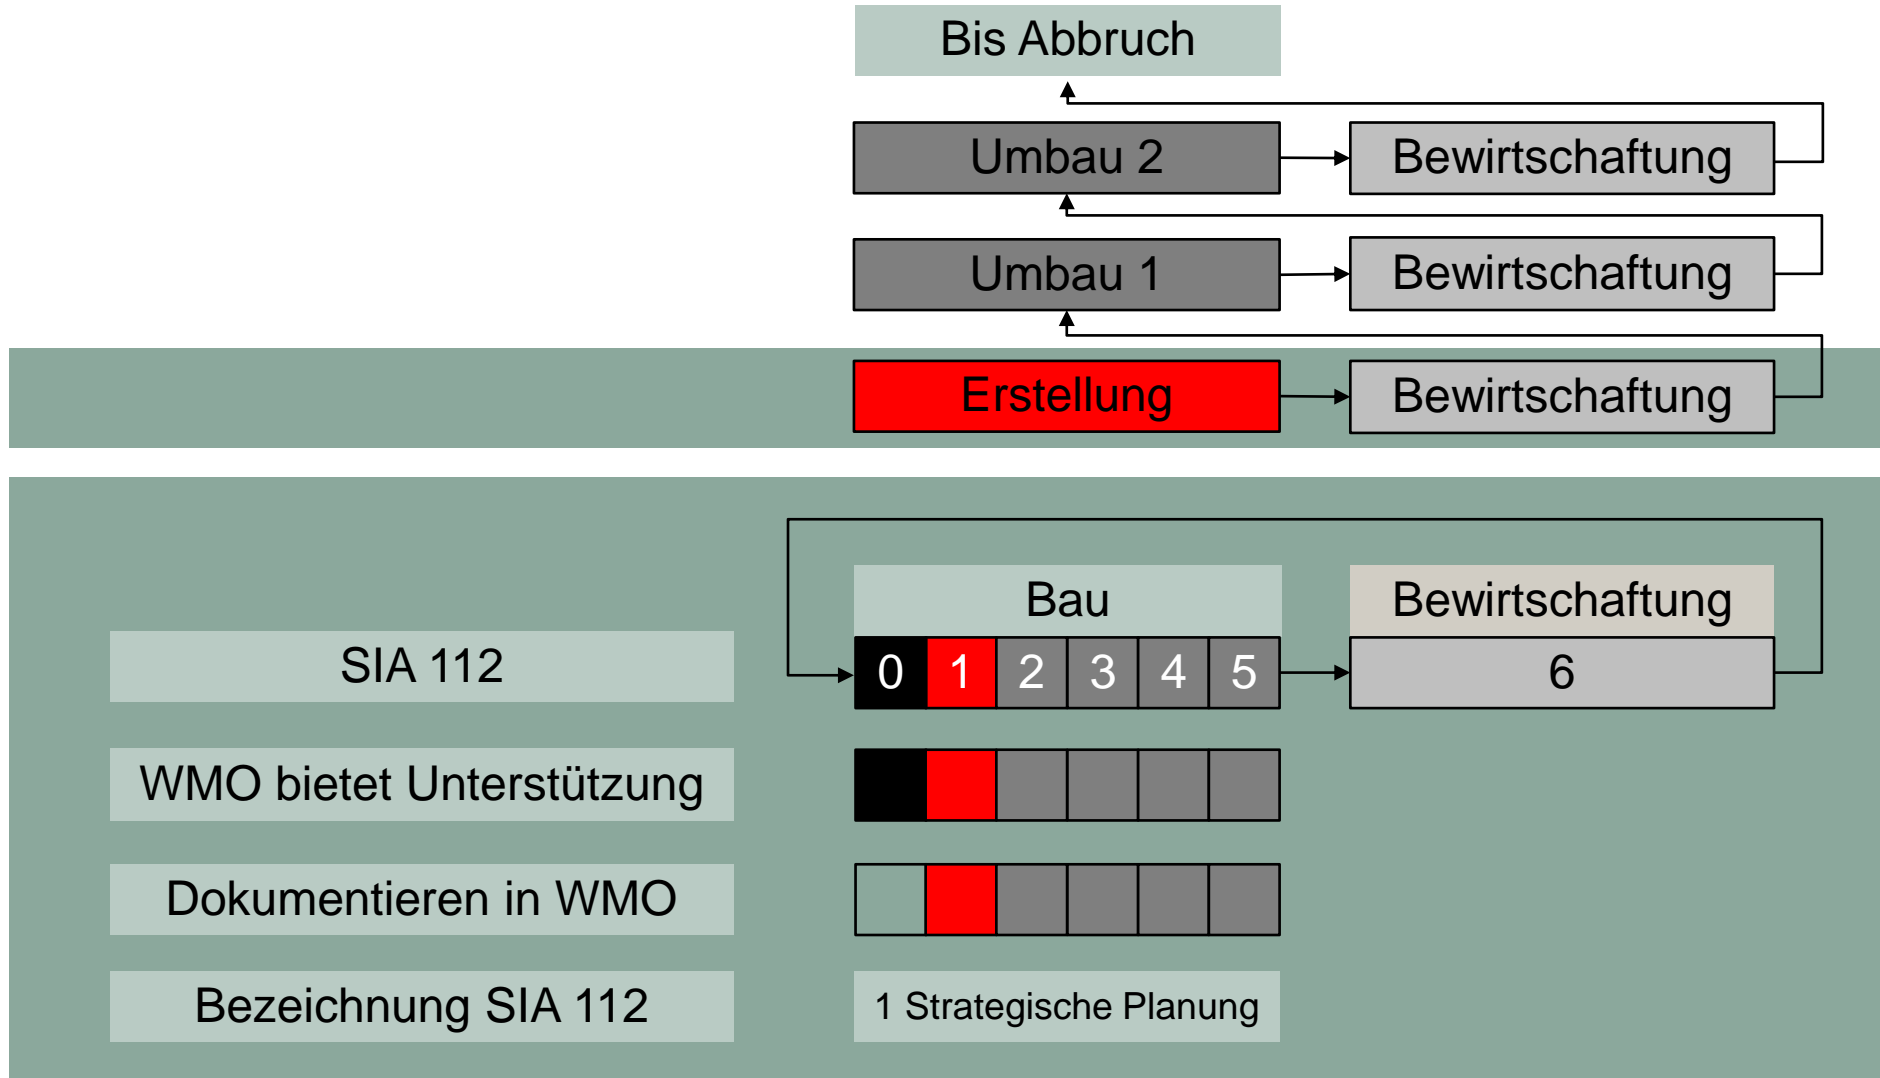 Bis Abbruch
Umbau 2
Bewirtschaftung
Umbau 1
Bewirtschaftung
Erstellung
Bewirtschaftung
Bau
Bewirtschaftung
SIA 112
0 1 2 3 4 5
6
WMO bietet Unterstützung
Dokumentieren in WMO
Bezeichnung SIA 112
1 Strategische Planung